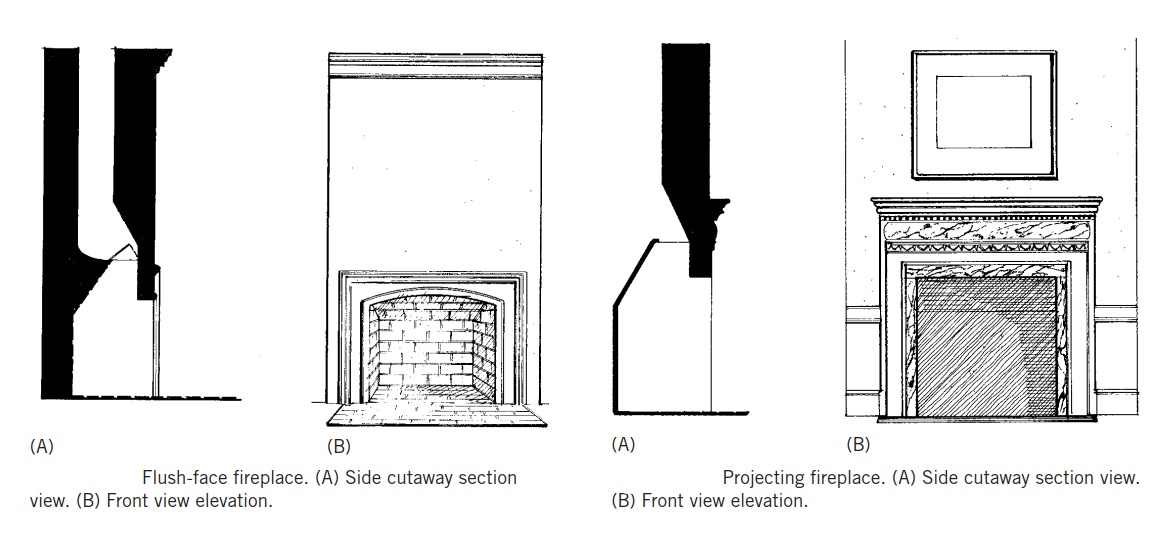 (A)
(B)
Flush-face fireplace. (A) Side cutaway section
view. (B) Front view elevation.
(A)
(B)
Projecting fireplace. (A) Side cutaway section view.
(B) Front view elevation.